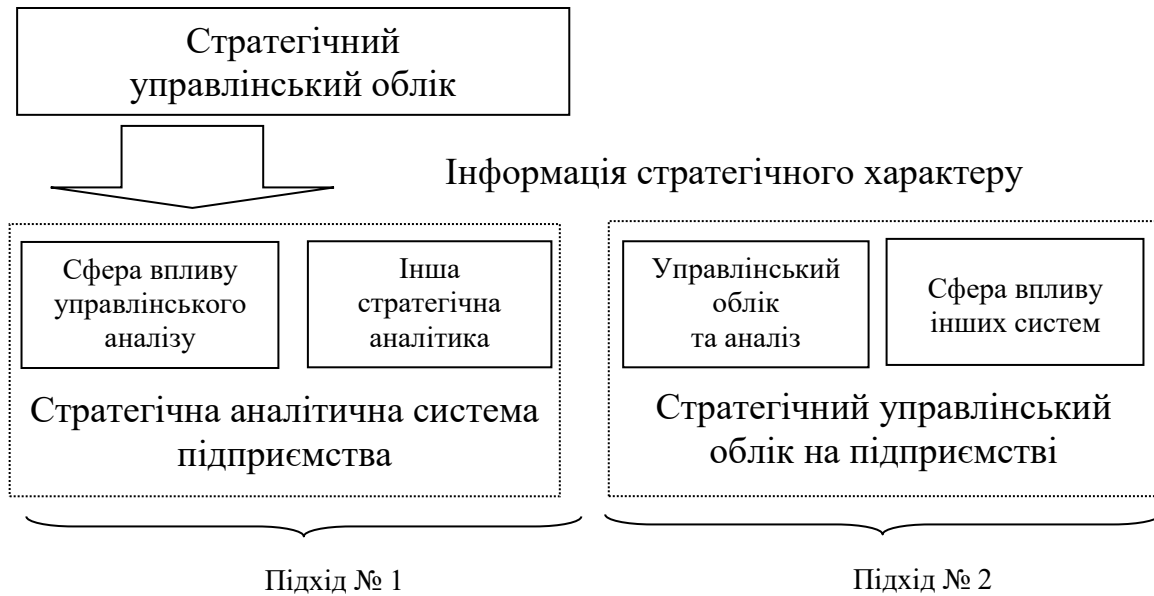 Стратегічний
управлінський облік
Інформація стратегічного характеру
Сфера впливу
управлінського
аналізу
Інша
стратегічна
аналітика
Стратегічна аналітична система
підприємства
Управлінський
облік
та аналіз
Сфера впливу
інших систем
Стратегічний управлінський
облік на підприємстві
Підхід № 1
Підхід № 2